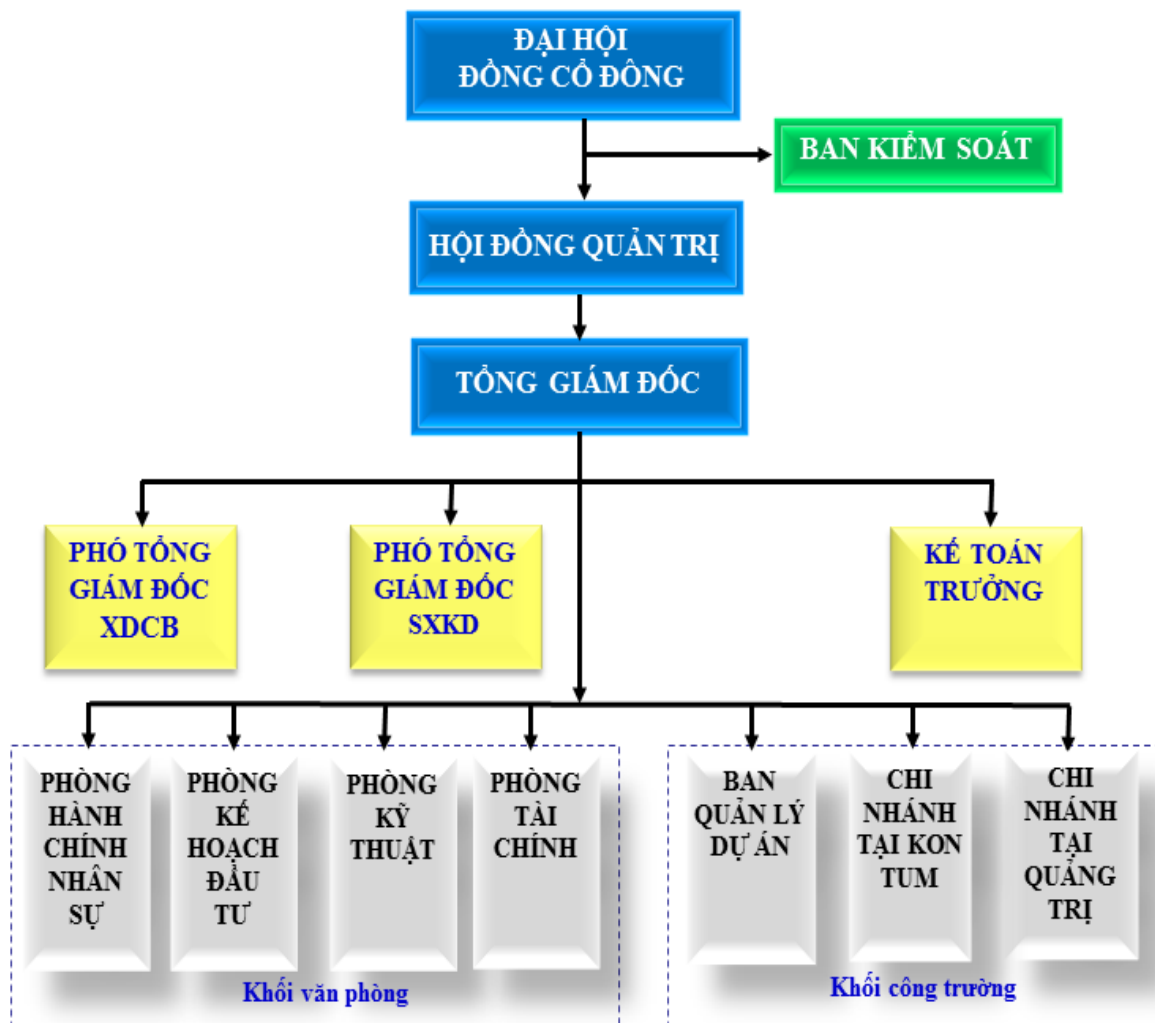 ĐẠI HỘI
ĐỒNG CỔ ĐÔNG
BAN KIỂM SOÁT
HỘI ĐỒNG QUẢN TRỊ
TỔNG GIÁM ĐỐC
PHÓ TỔNG
GIÁM ĐỐC
XDCB
PHÓ TỔNG
GIÁM ĐỐC
SXKD
KẾ TOÁN
TRƯỞNG
PHÒNG
HÀNH
CHÍNH
NHÂN
SỰ
PHÒNG
KẾ
HOẠCH
ĐẦU
TƯ
PHÒNG
KỸ
THUẬT
PHÒNG
TÀI
CHÍNH
BAN
QUẢN LÝ
DỰ ÁN
CHI
NHÁNH
TẠI KON
TUM
CHI
NHÁNH
TẠI
QUẢNG
TRỊ
Khối văn phòng
Khối công trường